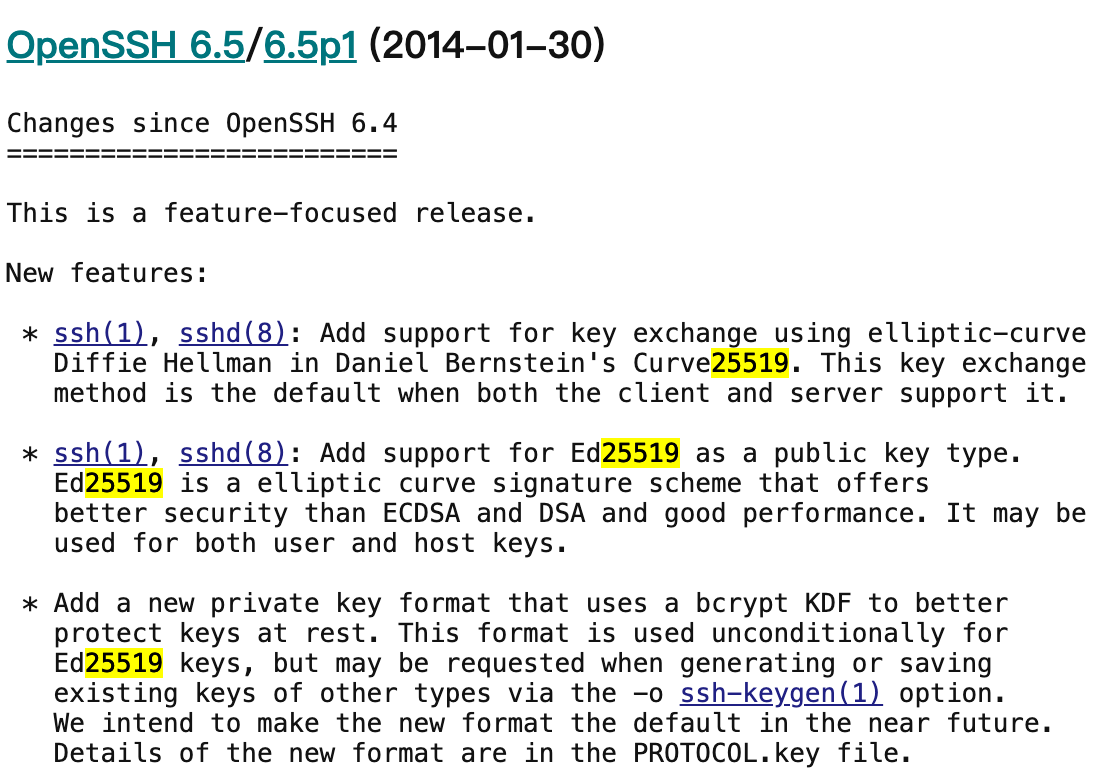 OpenSSH 6.5/6.5p1 (2014-01-30)
Changes since OpenSSH 6.4
=========================
This is a feature-focused release.
New features:
* ssh(1), sshd(8): Add support for key exchange using elliptic-curve
Diffie Hellman in Daniel Bernstein's Curve25519. This key exchange
method is the default when both the client and server support it.
* ssh(1), sshd(8): Add support for Ed25519 as a public key type.
Ed25519 is a elliptic curve signature scheme that offers
better security than ECDSA and DSA and good performance. It may be
used for both user and host keys.
* Add a new private key format that uses a bcrypt KDF to better
protect keys at rest. This format is used unconditionally for
Ed25519 keys, but may be requested when generating or saving
existing keys of other types via the -o ssh-keygen(1) option.
We intend to make the new format the default in the near future.
Details of the new format are in the PROTOCOL.key file.